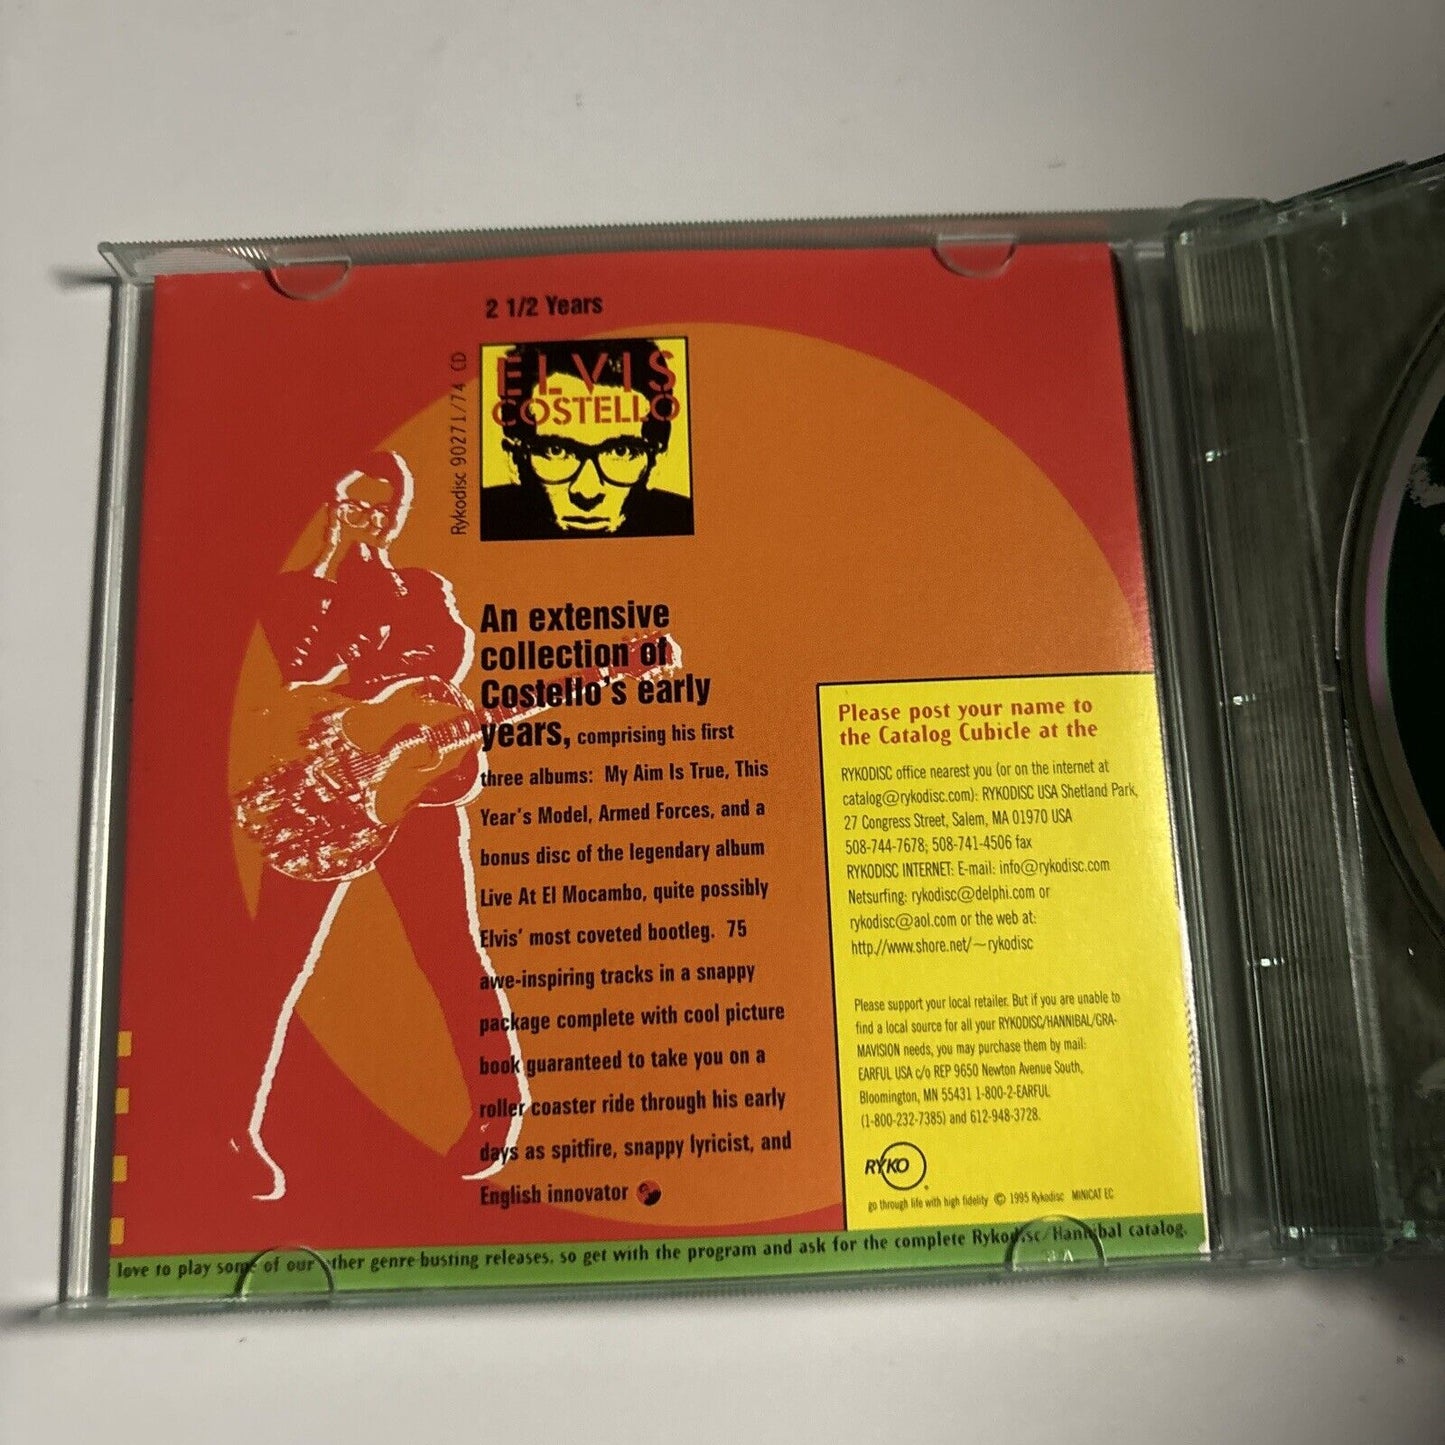 2 1/2 Years
Rykodisc 90271/74 CD
ELVIS
COSTELLO
An extensive
collection of
Costello's early
years, comprising his first
three albums: My Aim Is True, This
Year's Model, Armed Forces, and a
bonus disc of the legendary album
Live At El Mocambo, quite possibly
Elvis' most coveted bootleg. 75
awe-inspiring tracks in a snappy
package complete with cool picture
book guaranteed to take you on a
roller coaster ride through his early
days as spitfire, snappy lyricist, and
English innovator
Please post your name to
the Catalog Cubicle at the
RYKODISC office nearest you (or on the internet at
catalog@rykodisc.com): RYKODISC USA Shetland Park,
27 Congress Street, Salem, MA 01970 USA
508-744-7678; 508-741-4506 fax
RYKODISC INTERNET: E-mail: info@rykodisc.com
Netsurfing: rykodisc@delphi.com or
rykodisc@aol.com or the web at:
http://www.shore.net/~rykodisc
Please support your local retailer. But if you are unable to
find a local source for all your RYKODISC/HANNIBAL/GRA-
MAVISION needs, you may purchase them by mail:
EARFUL USA c/o REP 9650 Newton Avenue South,
Bloomington, MN 55431 1-800-2-EARFUL
(1-800-232-7385) and 612-948-3728.
RYKO
go through life with high fidelity © 1995 Rykodisc MINICAT EC
love to play some of our other genre-busting releases, so get with the program and ask for the complete Rykodisc/Hannibal catalog.
3 A